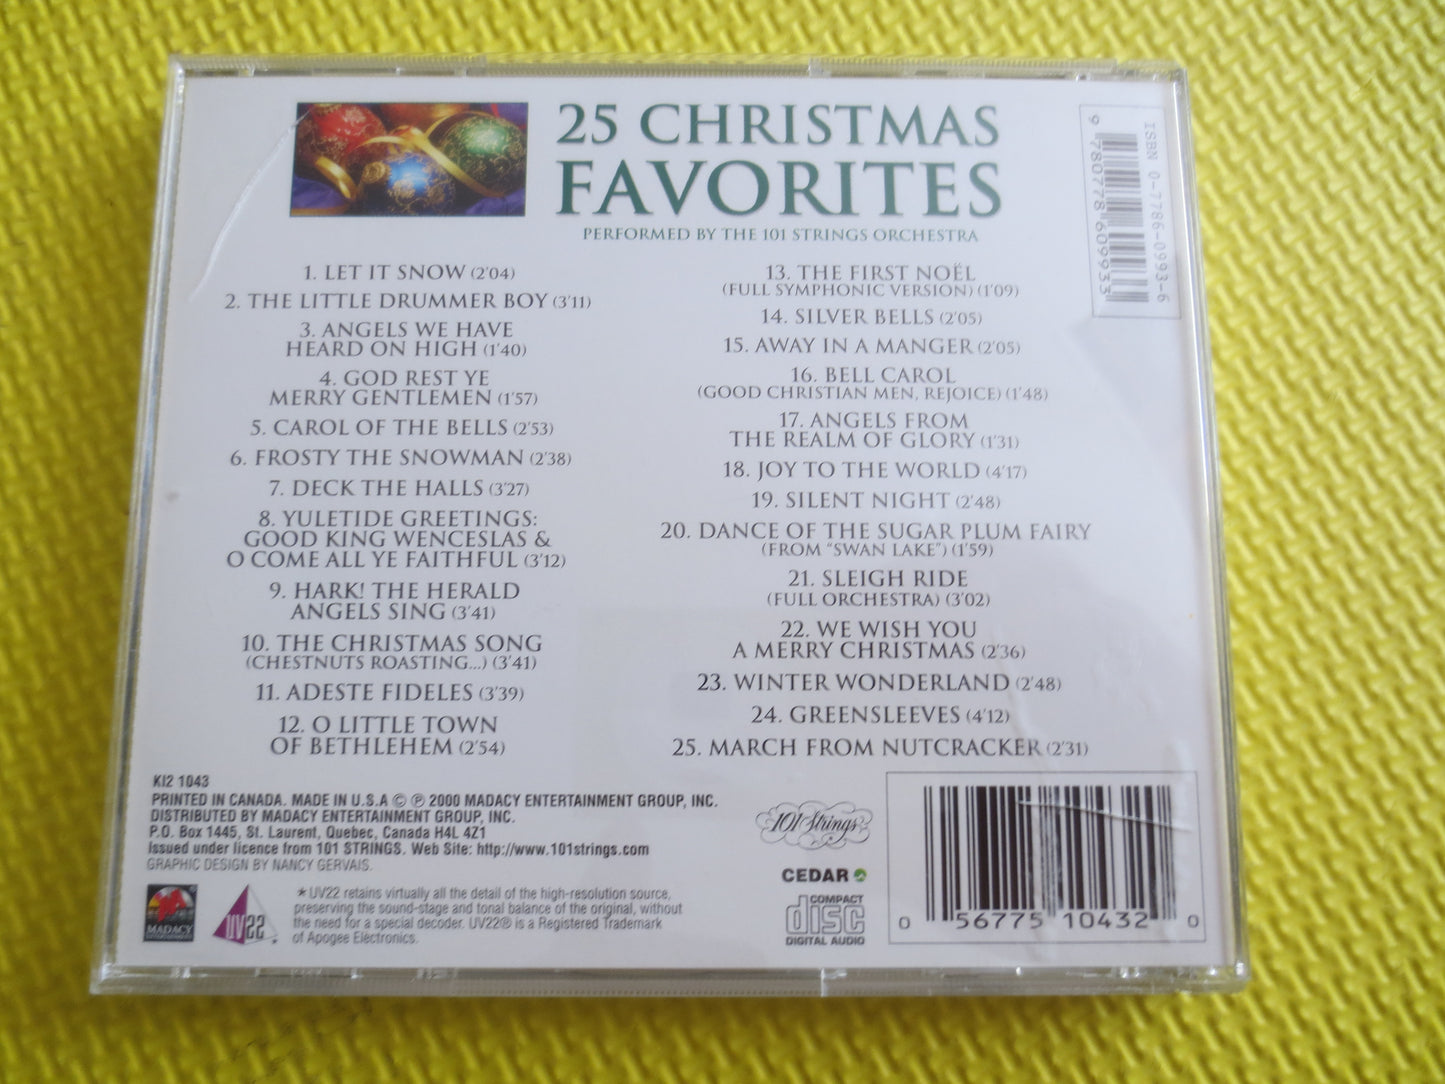 25 CHRISTMAS
FAVORITES
PERFORMED BY THE 101 STRINGS ORCHESTRA
1. LET IT SNOW (2'04)
2. THE LITTLE DRUMMER BOY (3'11)
3. ANGELS WE HAVE
HEARD ON HIGH (1'40)
4. GOD REST YE
MERRY GENTLEMEN (1'57)
5. CAROL OF THE BELLS (2'53)
6. FROSTY THE SNOWMAN (2'38)
7. DECK THE HALLS (3'27)
8. YULETIDE GREETINGS:
GOOD KING WENCESLAS &
O COME ALL YE FAITHFUL (3'12)
9. HARK! THE HERALD
ANGELS SING (3'41)
10. THE CHRISTMAS SONG
(CHESTNUTS ROASTING...) (3'41)
11. ADESTE FIDELES (3'39)
12. O LITTLE TOWN
OF BETHLEHEM (2'54)
13. THE FIRST NOËL
(FULL SYMPHONIC VERSION) (1'09)
14. SILVER BELLS (2'05)
15. AWAY IN A MANGER (2'05)
16. BELL CAROL
(GOOD CHRISTIAN MEN, REJOICE) (1'48)
17. ANGELS FROM
THE REALM OF GLORY (1'31)
18. JOY TO THE WORLD (4'17)
19. SILENT NIGHT (2'48)
20. DANCE OF THE SUGAR PLUM FAIRY
(FROM "SWAN LAKE") (1'59)
21. SLEIGH RIDE
(FULL ORCHESTRA) (3'02)
22. WE WISH YOU
A MERRY CHRISTMAS (2'36)
23. WINTER WONDERLAND (2'48)
24. GREENSLEEVES (4'12)
25. MARCH FROM NUTCRACKER (2'31)
ISBN 0-7786-0993-6
9 780778 609933
KI2 1043
PRINTED IN CANADA. MADE IN U.S.A © ℗ 2000 MADACY ENTERTAINMENT GROUP, INC.
DISTRIBUTED BY MADACY ENTERTAINMENT GROUP, INC.
P.O. Box 1445, St. Laurent, Quebec, Canada H4L 4Z1
Issued under licence from 101 STRINGS. Web Site: http://www.101strings.com
GRAPHIC DESIGN BY NANCY GERVAIS.
MADACY
ENTERTAINMENT
UV22
*UV22 retains virtually all the detail of the high-resolution source,
preserving the sound-stage and tonal balance of the original, without
the need for a special decoder. UV22® is a Registered Trademark
of Apogee Electronics.
101 Strings
CEDAR
COMPACT
disc
DIGITAL AUDIO
0 56775 10432 0